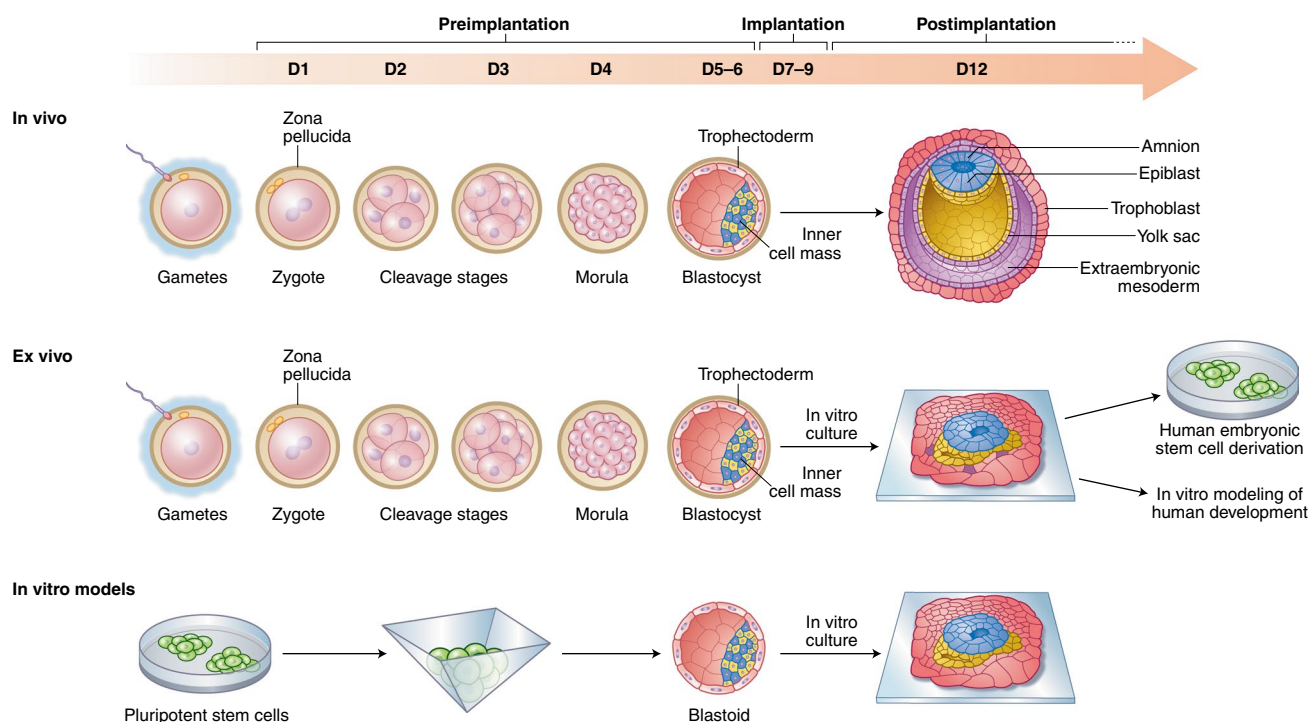 Preimplantation Implantation Postimplantation
D1 D2 D3 D4 D5–6 D7–9 D12
In vivo
Zona
pellucida
Trophectoderm
Inner
cell mass
Amnion
Epiblast
Trophoblast
Yolk sac
Extraembryonic
mesoderm
Gametes Zygote Cleavage stages Morula Blastocyst
Ex vivo
Zona
pellucida
Trophectoderm
In vitro
culture
Inner
cell mass
Human embryonic
stem cell derivation
In vitro modeling of
human development
Gametes Zygote Cleavage stages Morula Blastocyst
In vitro models
In vitro
culture
Pluripotent stem cells Blastoid